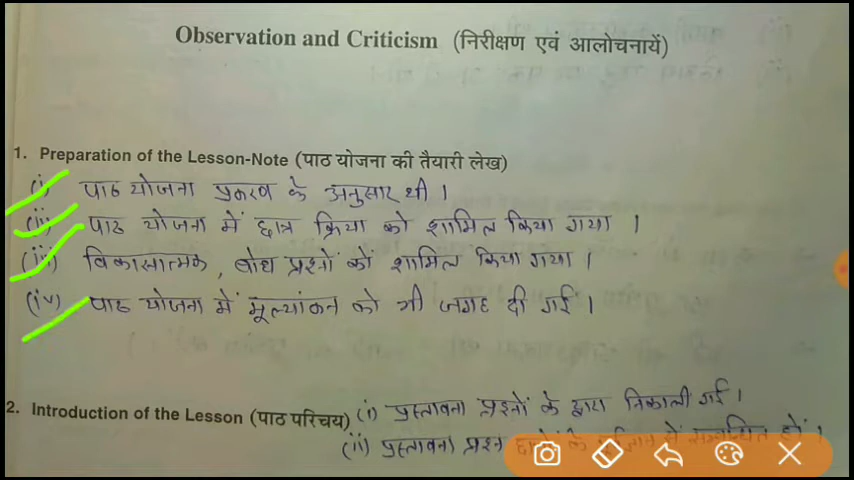 Observation and Criticism (निरीक्षण एवं आलोचनायें)
1. Preparation of the Lesson-Note (पाठ योजना की तैयारी लेख)
(i) पाठ योजना प्रकरण के अनुसार थी।
(ii) पाठ योजना में छात्र क्रिया को शामिल किया गया।
(iii) विकासात्मक, बोध प्रश्नों को शामिल किया गया।
(iv) पाठ योजना में मूल्यांकन को भी जगह दी गई।
2. Introduction of the Lesson (पाठ परिचय) (i) प्रस्तावना प्रश्नों के द्वारा निकाली गई।
(ii) प्रस्तावना प्रश्न के से सम्बन्धित हों।